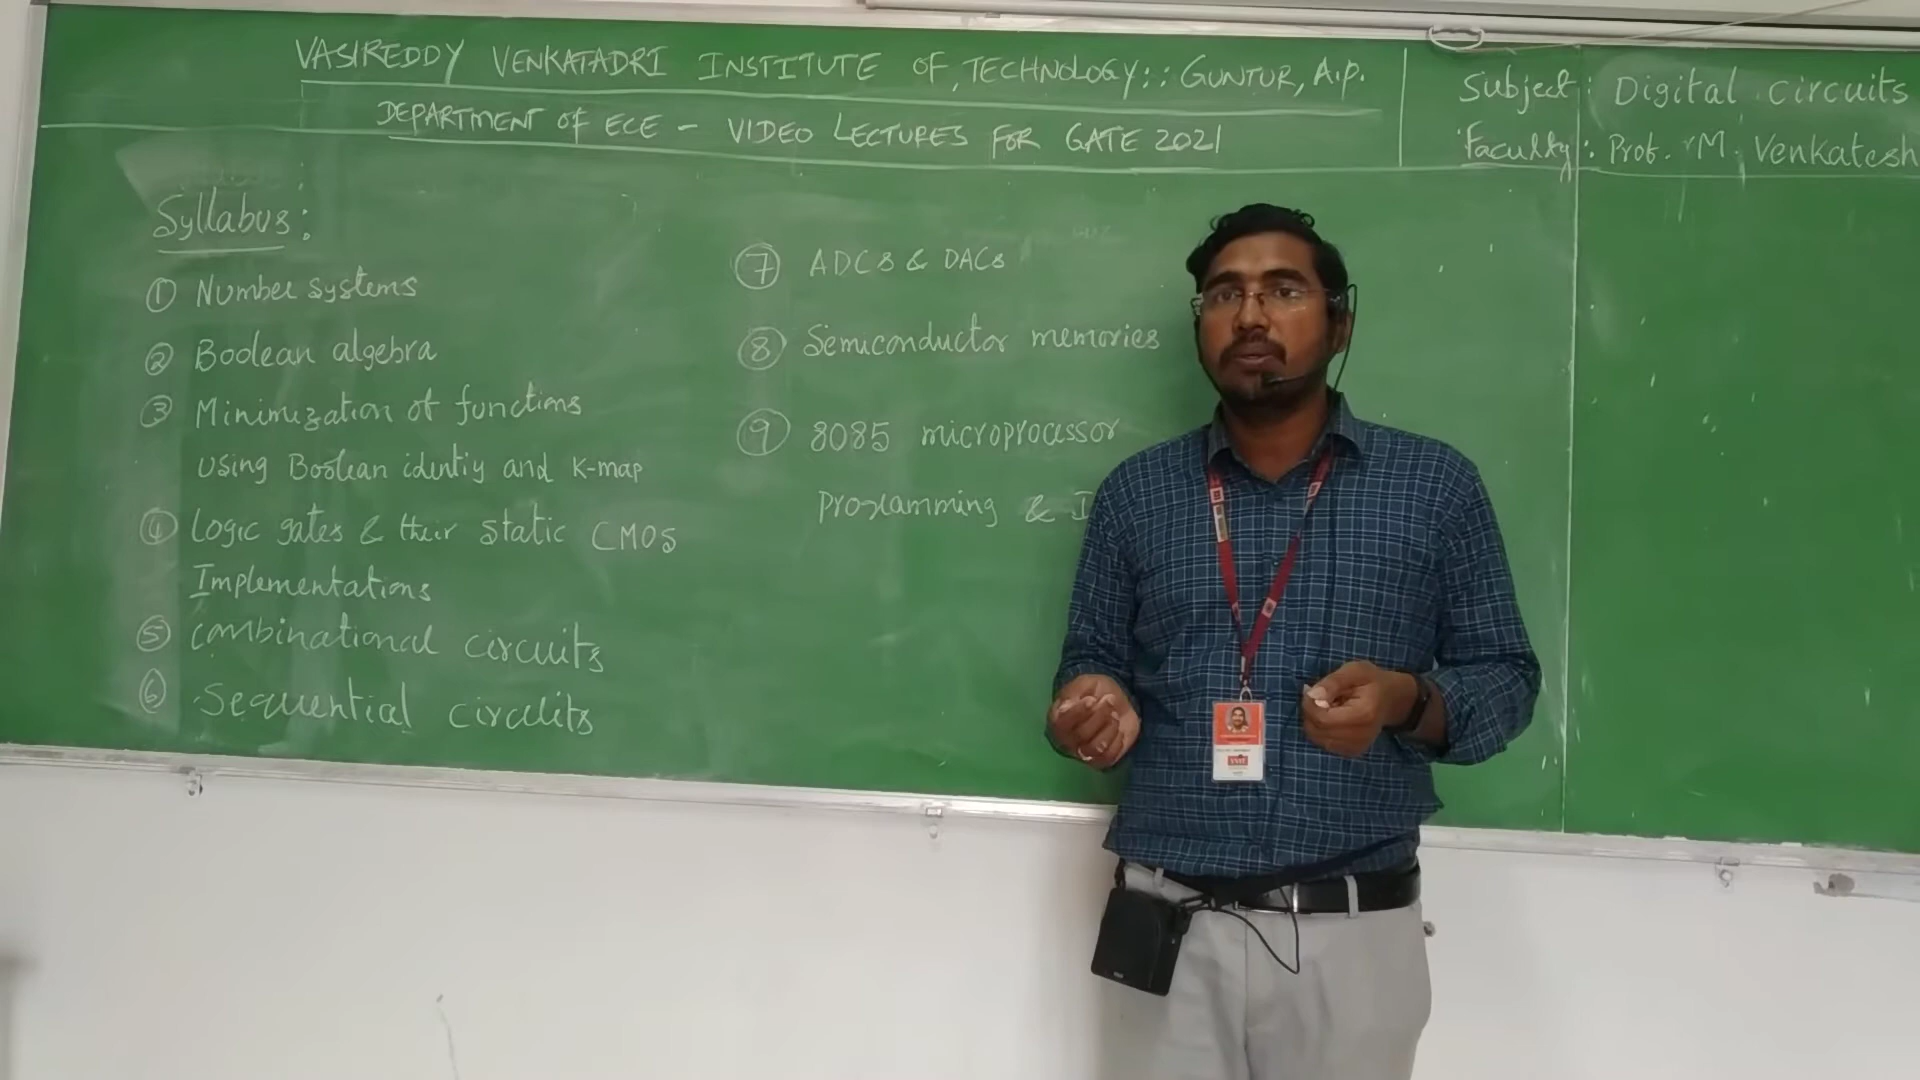 VASIREDDY VENKATADRI INSTITUTE OF TECHNOLOGY:: GUNTUR, A.P.
DEPARTMENT OF ECE - VIDEO LECTURES FOR GATE 2021
Subject: Digital circuits
Faculty: Prof. M. Venkatesh
Syllabus:
① Number systems
② Boolean algebra
③ Minimization of functions
using Boolean identiy and K-map
④ Logic gates & their static CMOS
Implementations
⑤ combinational circuits
⑥ Sequential circuits
⑦ ADCs & DACs
⑧ Semiconductor memories
⑨ 8085 microprocessor
Programming & I
VVIT